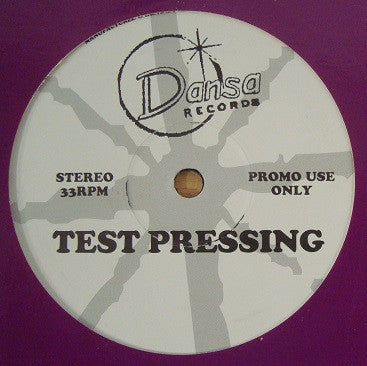 Dansa
RECORDS
STEREO
33RPM
PROMO USE
ONLY
TEST PRESSING